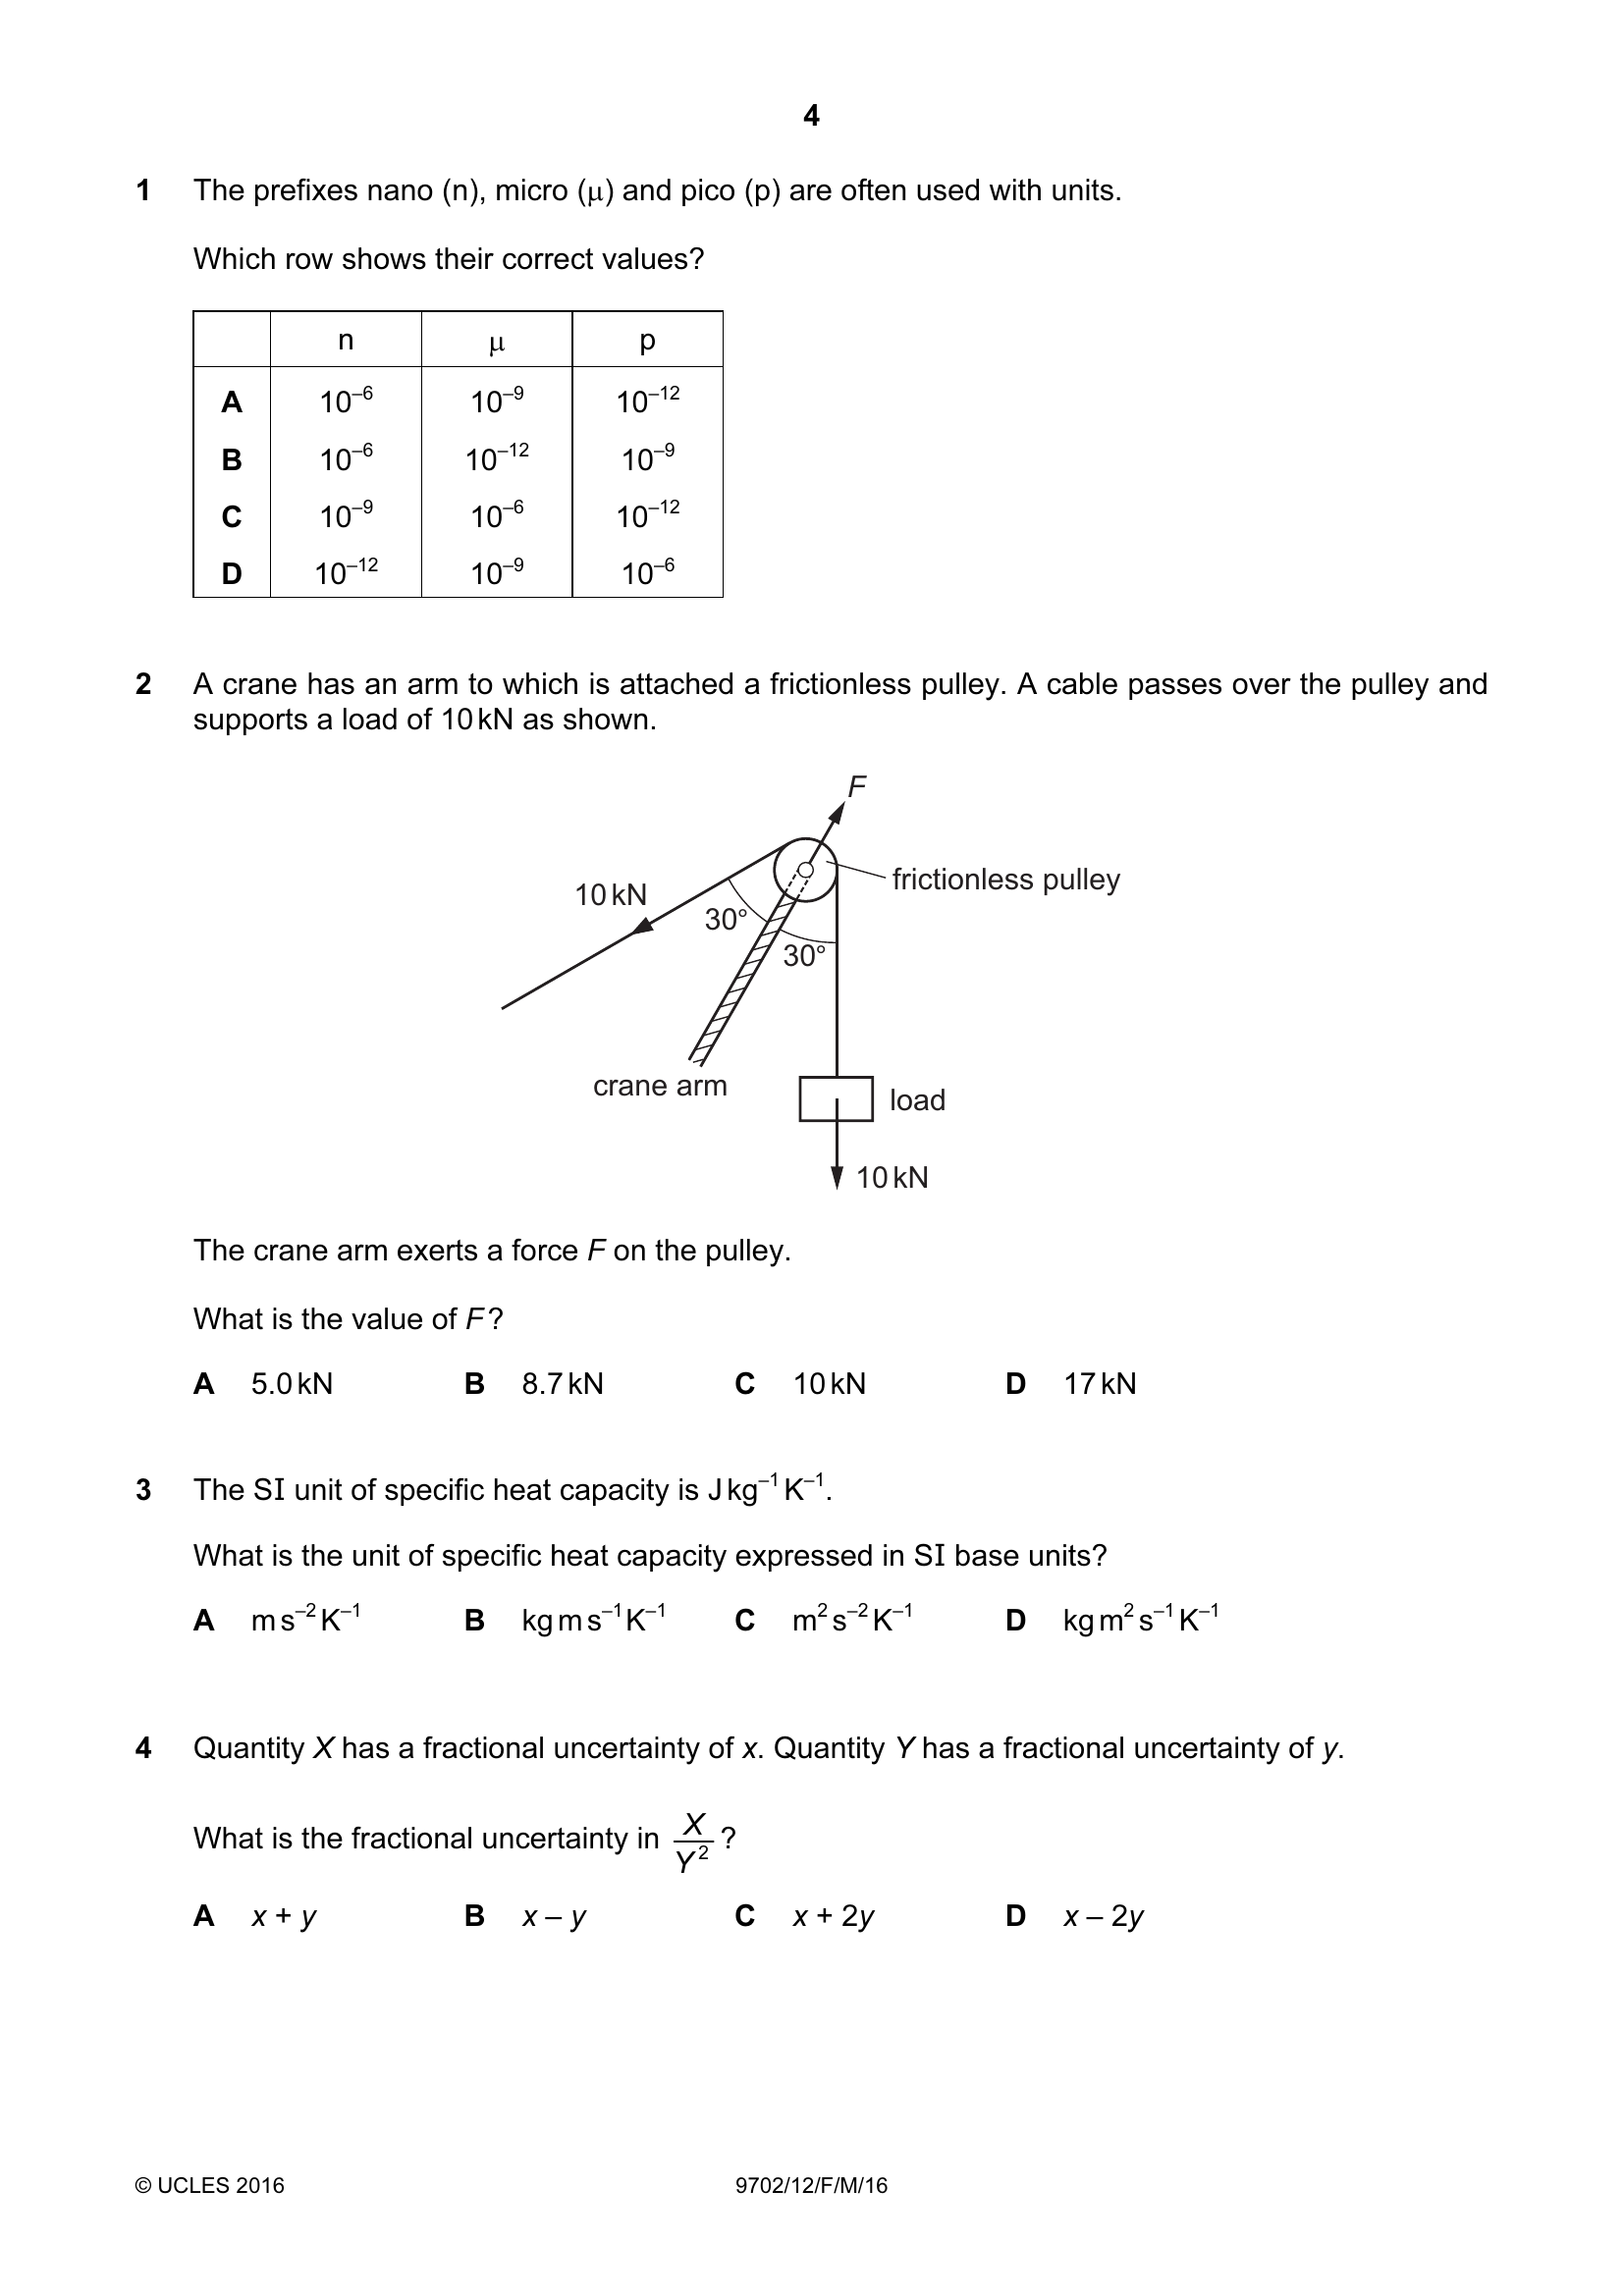 4
1 The prefixes nano (n), micro (μ) and pico (p) are often used with units.
Which row shows their correct values?
n μ p
A 10⁻⁶ 10⁻⁹ 10⁻¹²
B 10⁻⁶ 10⁻¹² 10⁻⁹
C 10⁻⁹ 10⁻⁶ 10⁻¹²
D 10⁻¹² 10⁻⁹ 10⁻⁶
2 A crane has an arm to which is attached a frictionless pulley. A cable passes over the pulley and
supports a load of 10 kN as shown.
F
frictionless pulley
10 kN
30°
30°
crane arm
load
10 kN
The crane arm exerts a force F on the pulley.
What is the value of F?
A 5.0 kN B 8.7 kN C 10 kN D 17 kN
3 The SI unit of specific heat capacity is J kg⁻¹ K⁻¹.
What is the unit of specific heat capacity expressed in SI base units?
A m s⁻² K⁻¹ B kg m s⁻¹ K⁻¹ C m² s⁻² K⁻¹ D kg m² s⁻¹ K⁻¹
4 Quantity X has a fractional uncertainty of x. Quantity Y has a fractional uncertainty of y.
What is the fractional uncertainty in X/Y² ?
A x + y B x – y C x + 2y D x – 2y
© UCLES 2016 9702/12/F/M/16